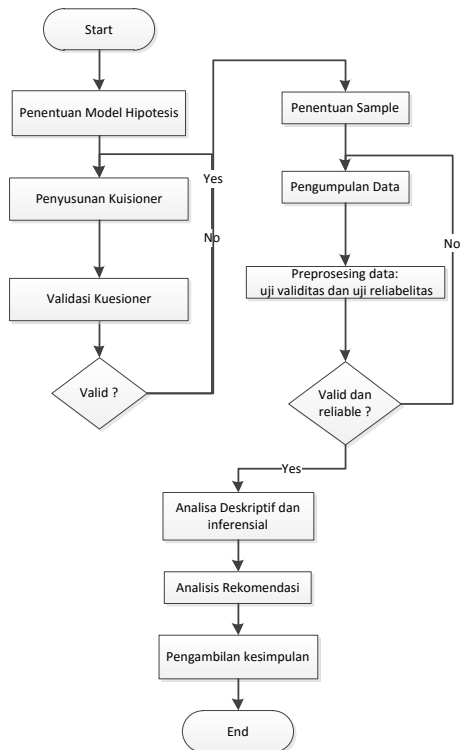 Start
Penentuan Model Hipotesis
Penyusunan Kuisioner
Validasi Kuesioner
Valid ?
Yes
No
Penentuan Sample
Pengumpulan Data
No
Preprosesing data:
uji validitas dan uji reliabelitas
Valid dan
reliable ?
Yes
Analisa Deskriptif dan
inferensial
Analisis Rekomendasi
Pengambilan kesimpulan
End